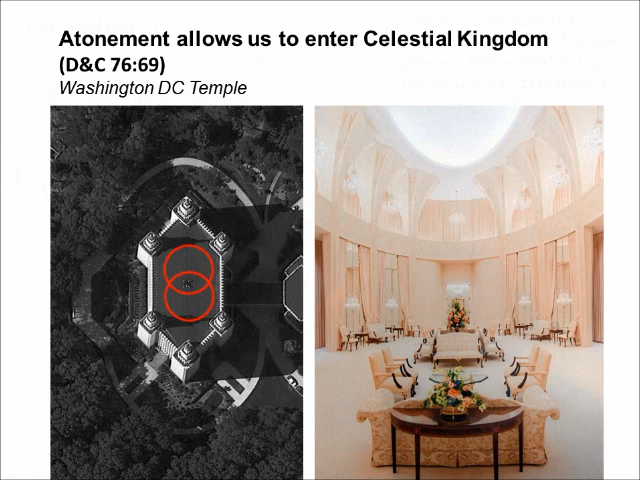 Atonement allows us to enter Celestial Kingdom
(D&C 76:69)
Washington DC Temple